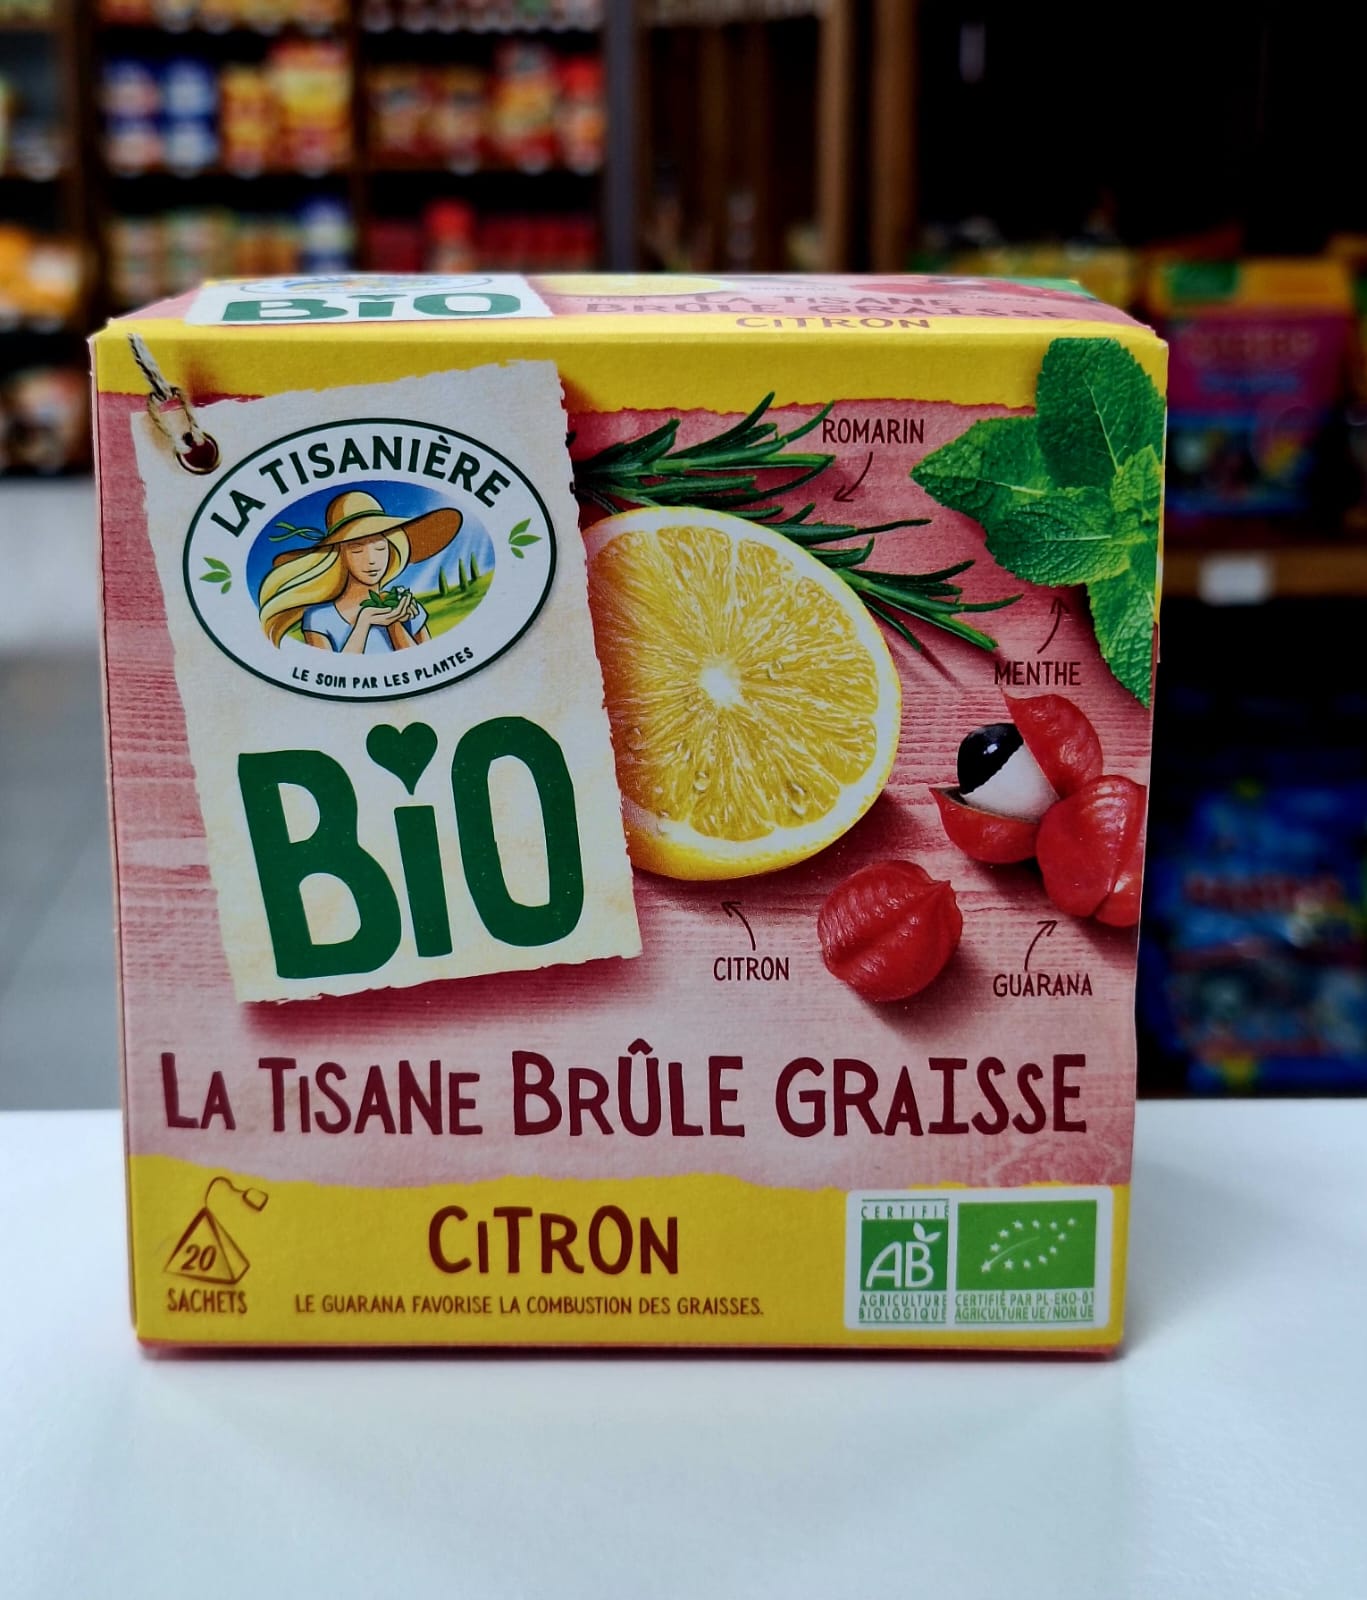 BiO
LA TISANE
BRÛLE GRAISSE
CITRON
LA TISANIÈRE
LE SOIN PAR LES PLANTES
BiO
ROMARIN
MENTHE
CITRON
GUARANA
LA TiSANE BRÛLE GRAISSE
20
SACHETS
CiTRON
LE GUARANA FAVORISE LA COMBUSTION DES GRAISSES.
CERTIFIÉ
AB
AGRICULTURE
BIOLOGIQUE
CERTIFIÉ PAR PL-EKO-01
AGRICULTURE UE/NON UE